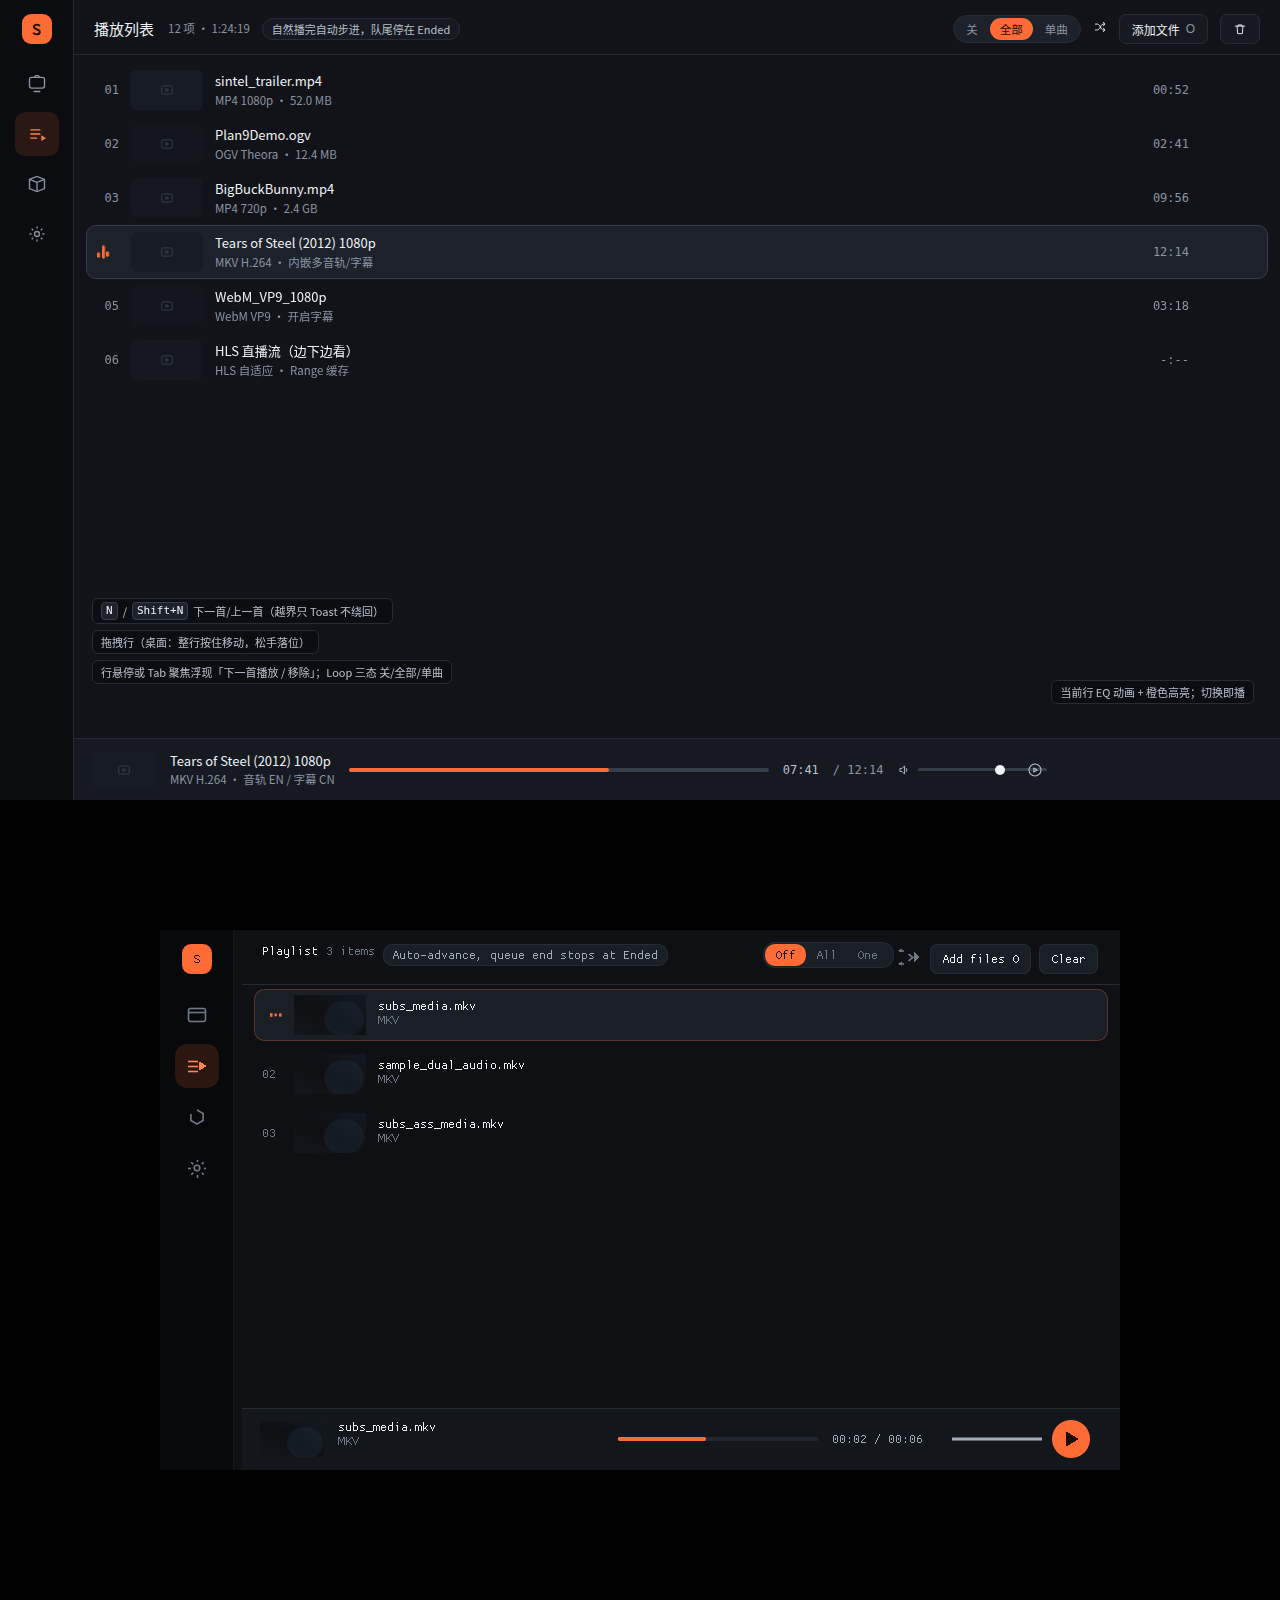 S
播放列表 12 项 • 1:24:19 自然播完自动步进，队尾停在 Ended 关 全部 单曲 添加文件 O
01 sintel_trailer.mp4 00:52
MP4 1080p • 52.0 MB
02 Plan9Demo.ogv 02:41
OGV Theora • 12.4 MB
03 BigBuckBunny.mp4 09:56
MP4 720p • 2.4 GB
Tears of Steel (2012) 1080p 12:14
MKV H.264 • 内嵌多音轨/字幕
05 WebM_VP9_1080p 03:18
WebM VP9 • 开启字幕
06 HLS 直播流（边下边看） -:--
HLS 自适应 • Range 缓存
N / Shift+N 下一首/上一首（越界只 Toast 不绕回）
拖拽行（桌面：整行按住移动，松手落位）
行悬停或 Tab 聚焦浮现「下一首播放 / 移除」；Loop 三态 关/全部/单曲
当前行 EQ 动画 + 橙色高亮；切换即播
Tears of Steel (2012) 1080p 07:41 / 12:14
MKV H.264 • 音轨 EN / 字幕 CN
S
Playlist 3 items Auto-advance, queue end stops at Ended Off All One Add files O Clear
subs_media.mkv
MKV
02 sample_dual_audio.mkv
MKV
03 subs_ass_media.mkv
MKV
subs_media.mkv 00:02 / 00:06
MKV